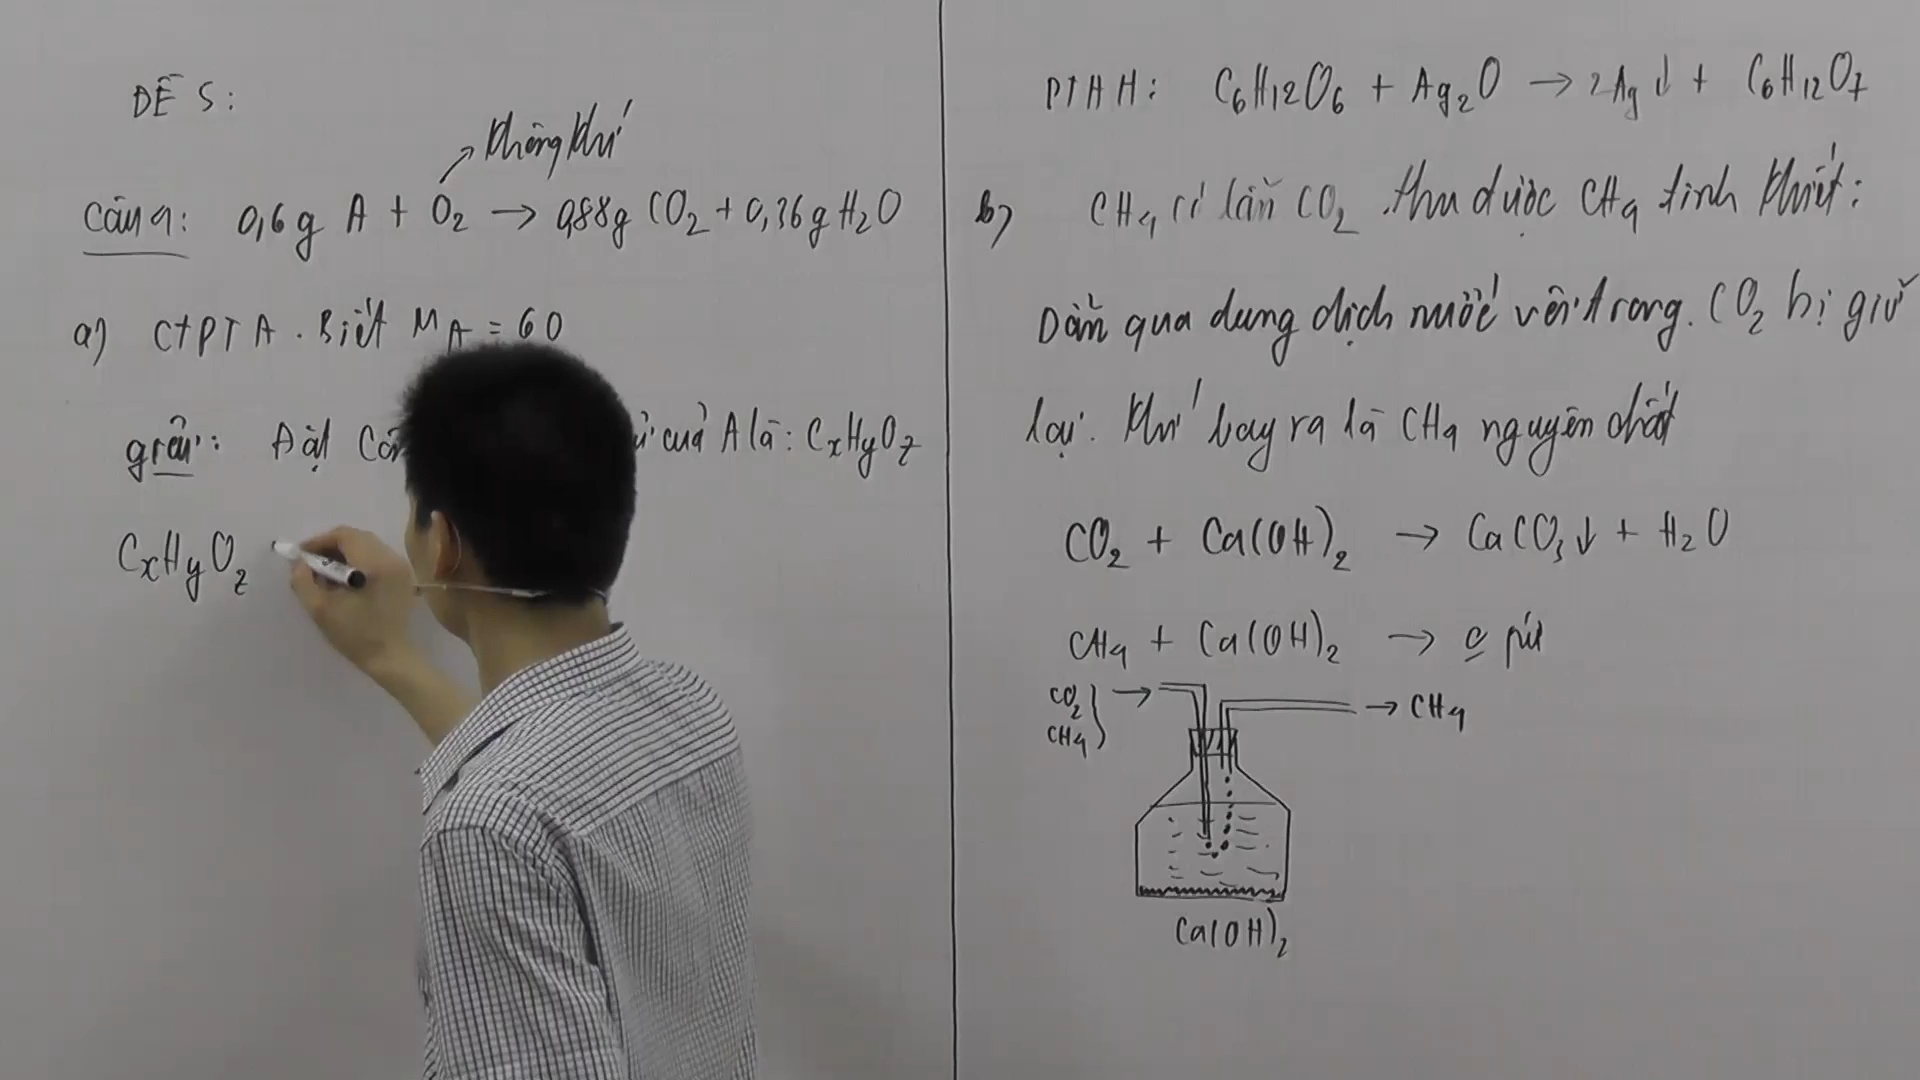 ĐỀ 5:
không khí
Câu 4: 0,6g A + O2 → 0,88g CO2 + 0,36g H2O
a) CTPT A. Biết MA = 60
giải: Đặt của A là: CxHyOz
CxHyOz
PTHH: C6H12O6 + Ag2O → 2Ag↓ + C6H12O7
b) CH4 có lẫn CO2. thu được CH4 tinh khiết:
Dẫn qua dung dịch nước vôi trong. CO2 bị giữ
lại. Khí bay ra là CH4 nguyên chất
CO2 + Ca(OH)2 → CaCO3↓ + H2O
CH4 + Ca(OH)2 → pứ
CO2 → → CH4
CH4
Ca(OH)2